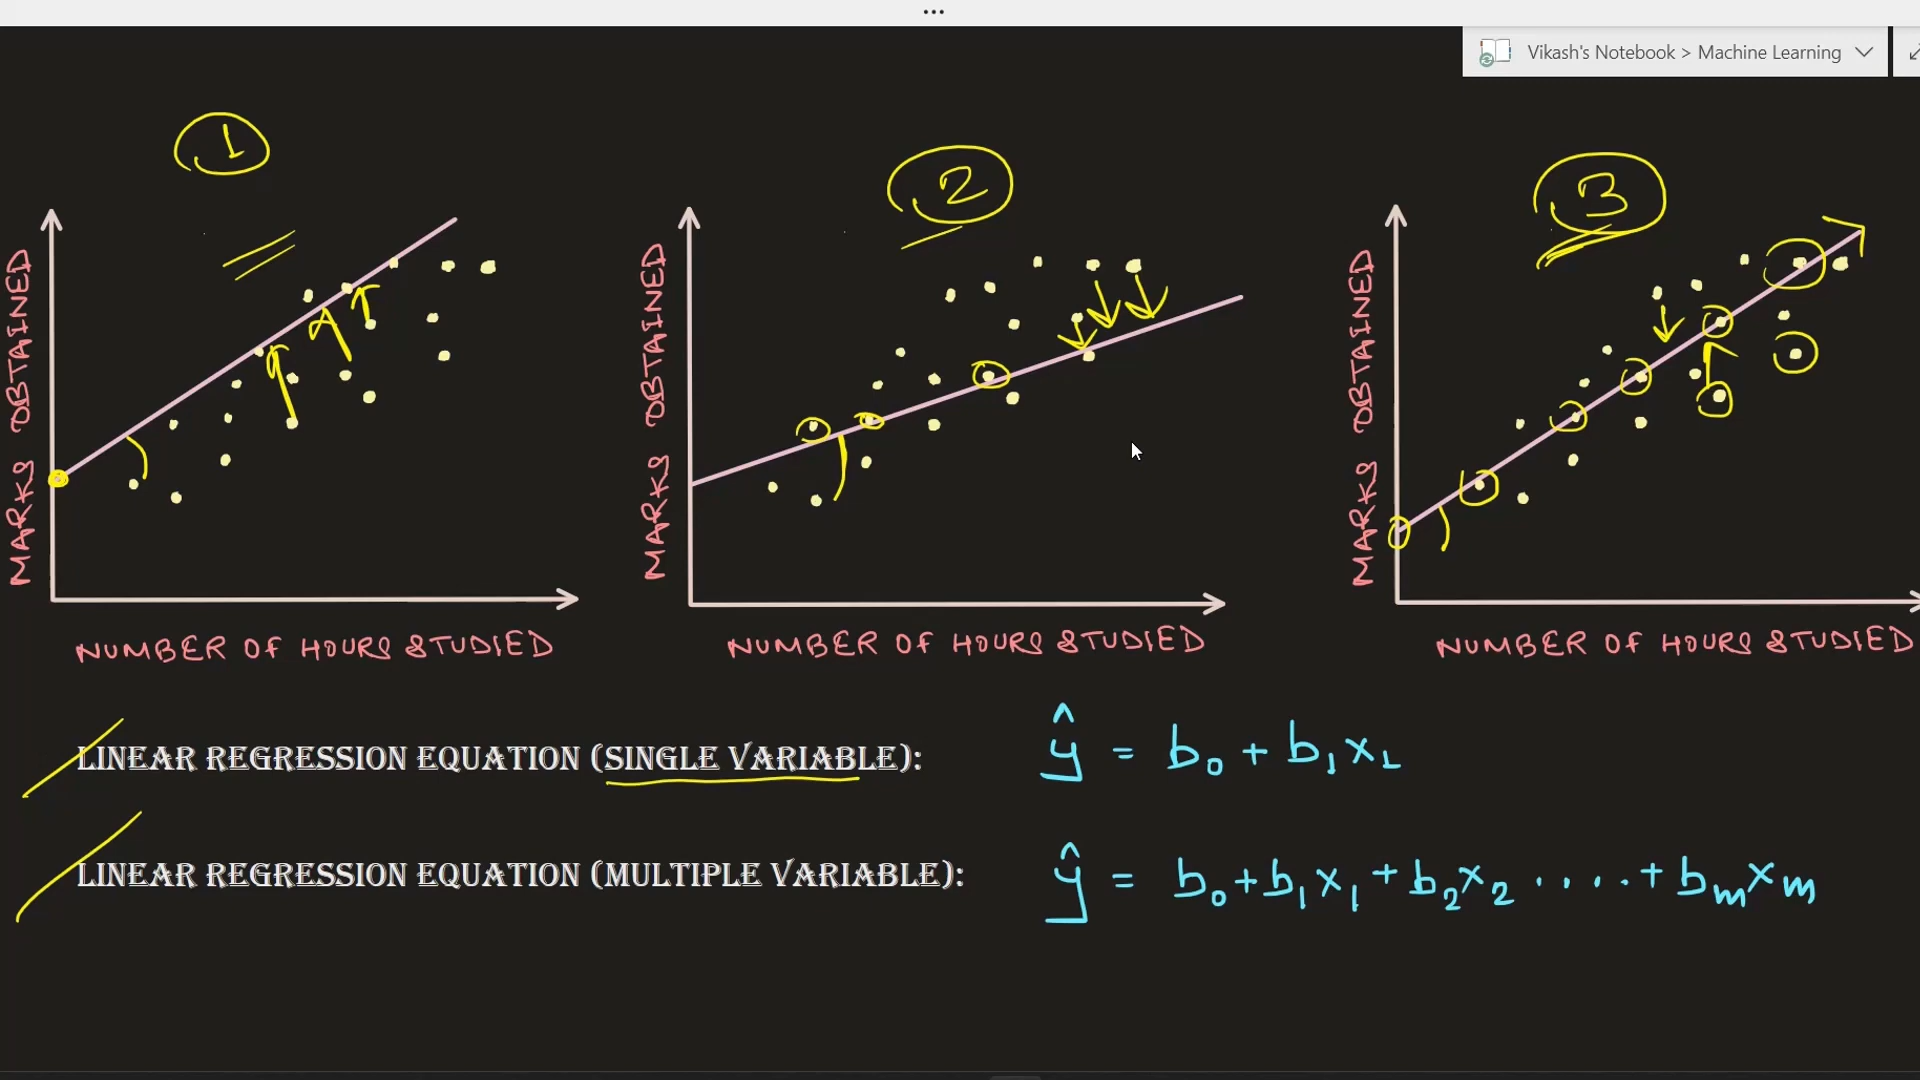 ...
Vikash's Notebook > Machine Learning
1
2
3
MARKS OBTAINED
MARKS OBTAINED
MARKS OBTAINED
NUMBER OF HOURS STUDIED
NUMBER OF HOURS STUDIED
NUMBER OF HOURS STUDIED
LINEAR REGRESSION EQUATION (SINGLE VARIABLE): ŷ = b₀ + b₁x₁
LINEAR REGRESSION EQUATION (MULTIPLE VARIABLE): ŷ = b₀+b₁x₁+b₂x₂.....+bₘxₘ